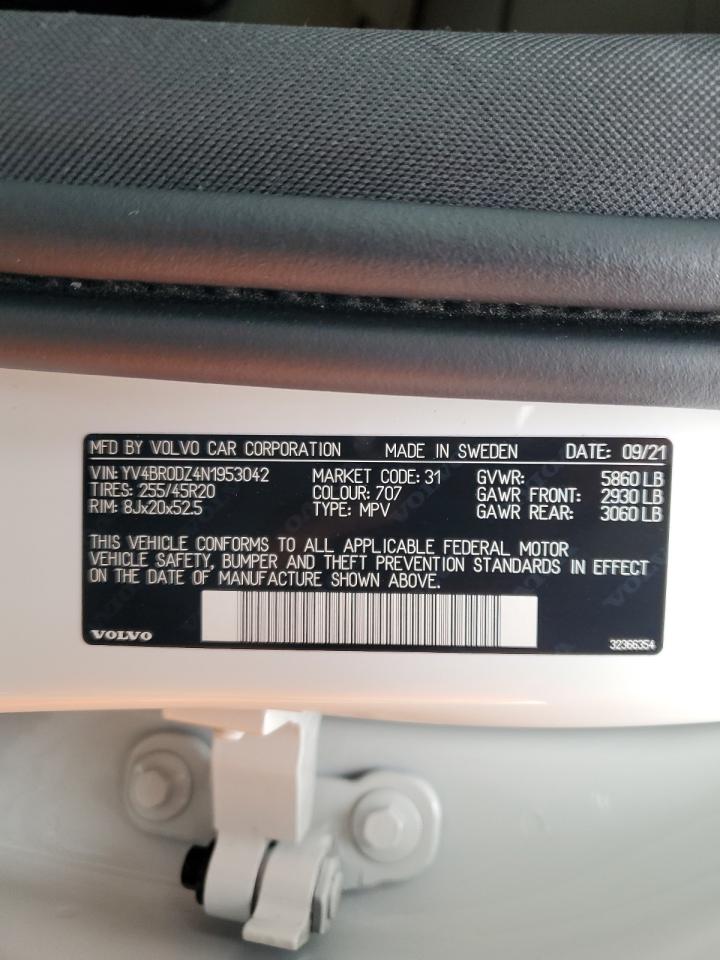 MFD BY VOLVO CAR CORPORATION MADE IN SWEDEN DATE: 09/21
VIN: YV4BR0DZ4N1953042 MARKET CODE: 31 GVWR: 5860 LB
TIRES: 255/45R20 COLOUR: 707 GAWR FRONT: 2930 LB
RIM: 8Jx20x52.5 TYPE: MPV GAWR REAR: 3060 LB
THIS VEHICLE CONFORMS TO ALL APPLICABLE FEDERAL MOTOR
VEHICLE SAFETY, BUMPER AND THEFT PREVENTION STANDARDS IN EFFECT
ON THE DATE OF MANUFACTURE SHOWN ABOVE.
VOLVO 32366354